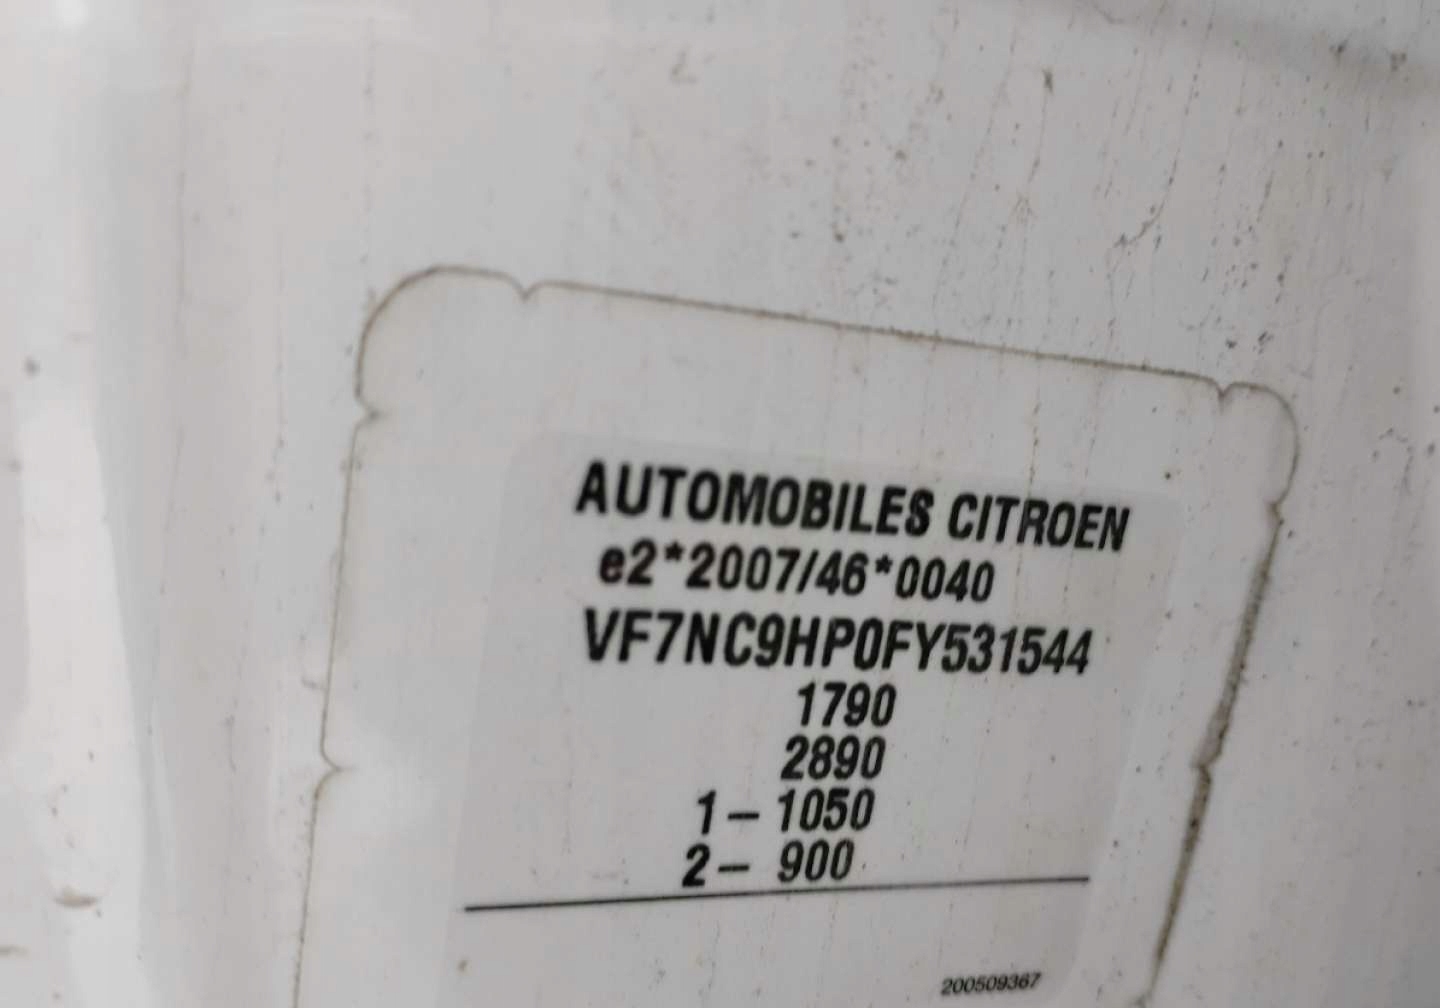 AUTOMOBILES CITROEN
e2*2007/46*0040
VF7NC9HP0FY531544
1790
2890
1 – 1050
2 – 900
200509367